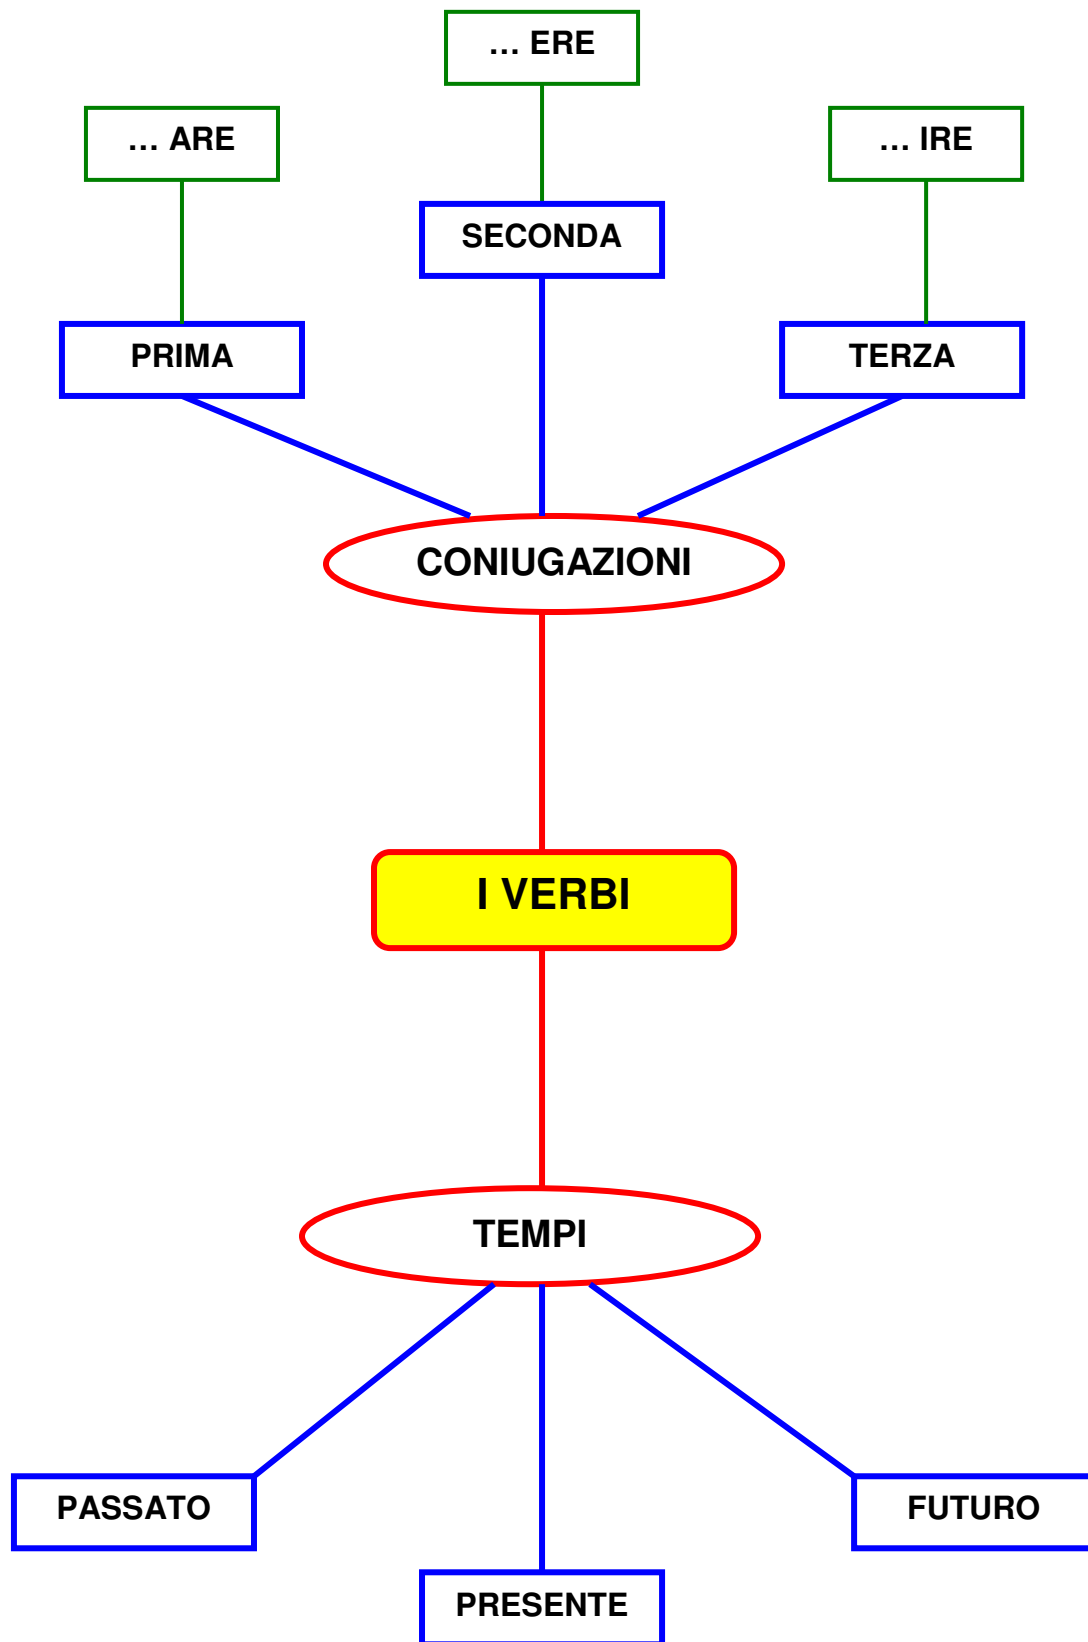 … ERE
… ARE
… IRE
SECONDA
PRIMA
TERZA
CONIUGAZIONI
I VERBI
TEMPI
PASSATO
FUTURO
PRESENTE